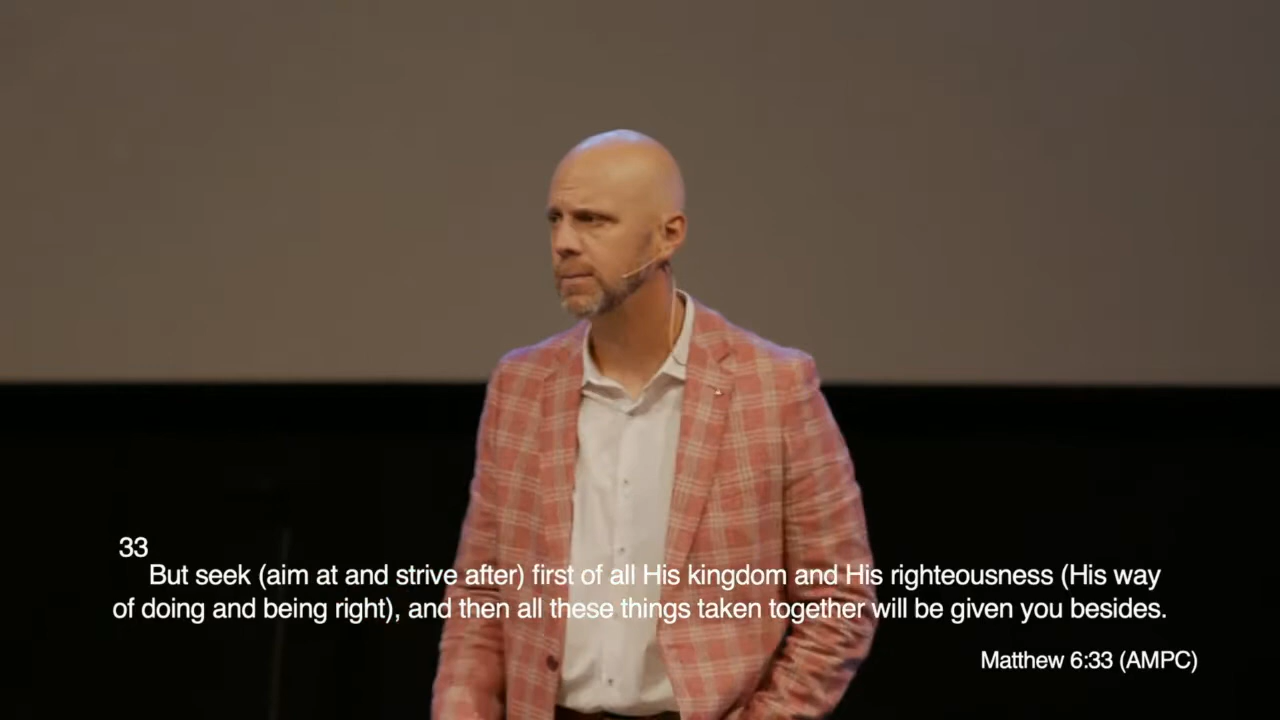 33
But seek (aim at and strive after) first of all His kingdom and His righteousness (His way
of doing and being right), and then all these things taken together will be given you besides.
Matthew 6:33 (AMPC)